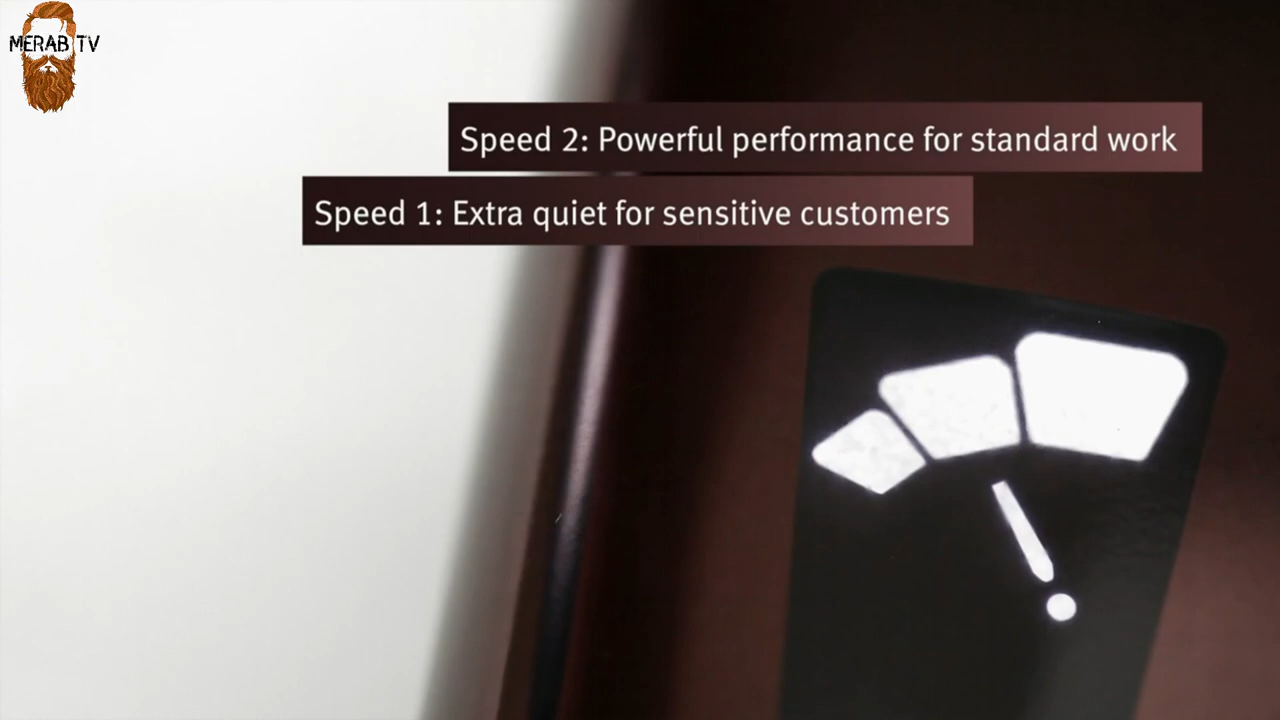 MERAB TV
Speed 2: Powerful performance for standard work
Speed 1: Extra quiet for sensitive customers